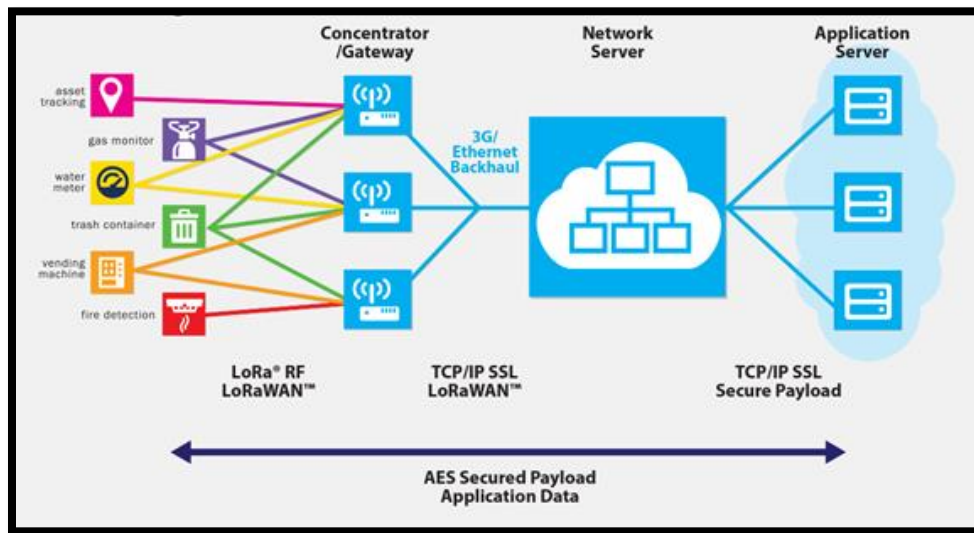 Concentrator
/Gateway
Network
Server
Application
Server
asset
tracking
gas monitor
water
meter
trash container
vending
machine
fire detection
3G/
Ethernet
Backhaul
LoRa® RF
LoRaWAN™
TCP/IP SSL
LoRaWAN™
TCP/IP SSL
Secure Payload
AES Secured Payload
Application Data